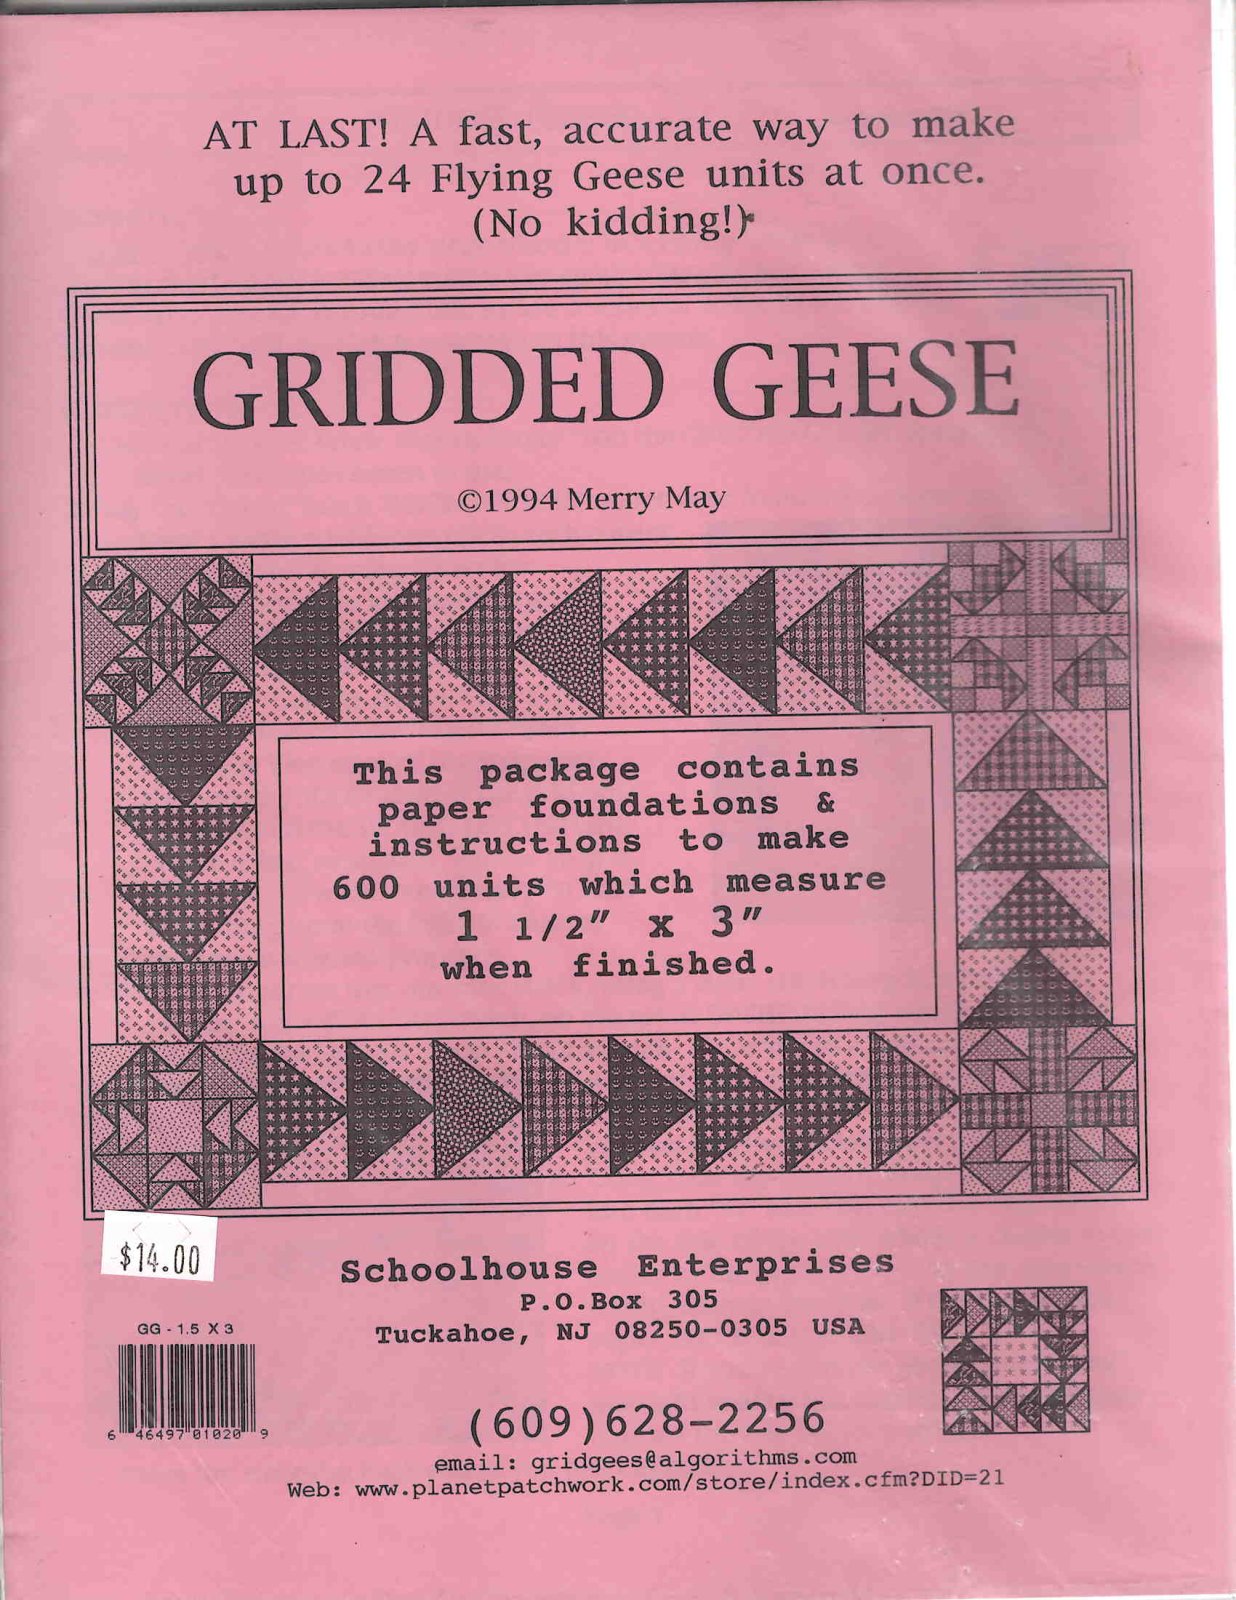 AT LAST! A fast, accurate way to make
up to 24 Flying Geese units at once.
(No kidding!)
GRIDDED GEESE
©1994 Merry May
This package contains
paper foundations &
instructions to make
600 units which measure
1 1/2″ x 3″
when finished.
$14.00
Schoolhouse Enterprises
P.O.Box 305
Tuckahoe, NJ 08250-0305 USA
GG - 1.5 X 3
6 46497 01020 9
(609)628-2256
email: gridgees@algorithms.com
Web: www.planetpatchwork.com/store/index.cfm?DID=21